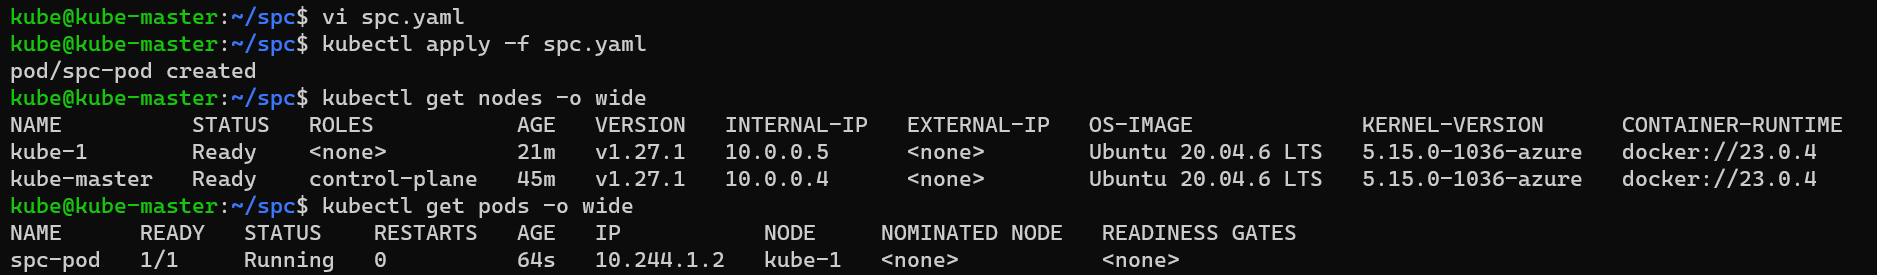 kube@kube-master:~/spc$ vi spc.yaml
kube@kube-master:~/spc$ kubectl apply -f spc.yaml
pod/spc-pod created
kube@kube-master:~/spc$ kubectl get nodes -o wide
NAME          STATUS   ROLES           AGE   VERSION   INTERNAL-IP   EXTERNAL-IP   OS-IMAGE             KERNEL-VERSION      CONTAINER-RUNTIME
kube-1        Ready    <none>          21m   v1.27.1   10.0.0.5      <none>        Ubuntu 20.04.6 LTS   5.15.0-1036-azure   docker://23.0.4
kube-master   Ready    control-plane   45m   v1.27.1   10.0.0.4      <none>        Ubuntu 20.04.6 LTS   5.15.0-1036-azure   docker://23.0.4
kube@kube-master:~/spc$ kubectl get pods -o wide
NAME      READY   STATUS    RESTARTS   AGE   IP           NODE     NOMINATED NODE   READINESS GATES
spc-pod   1/1     Running   0          64s   10.244.1.2   kube-1   <none>           <none>